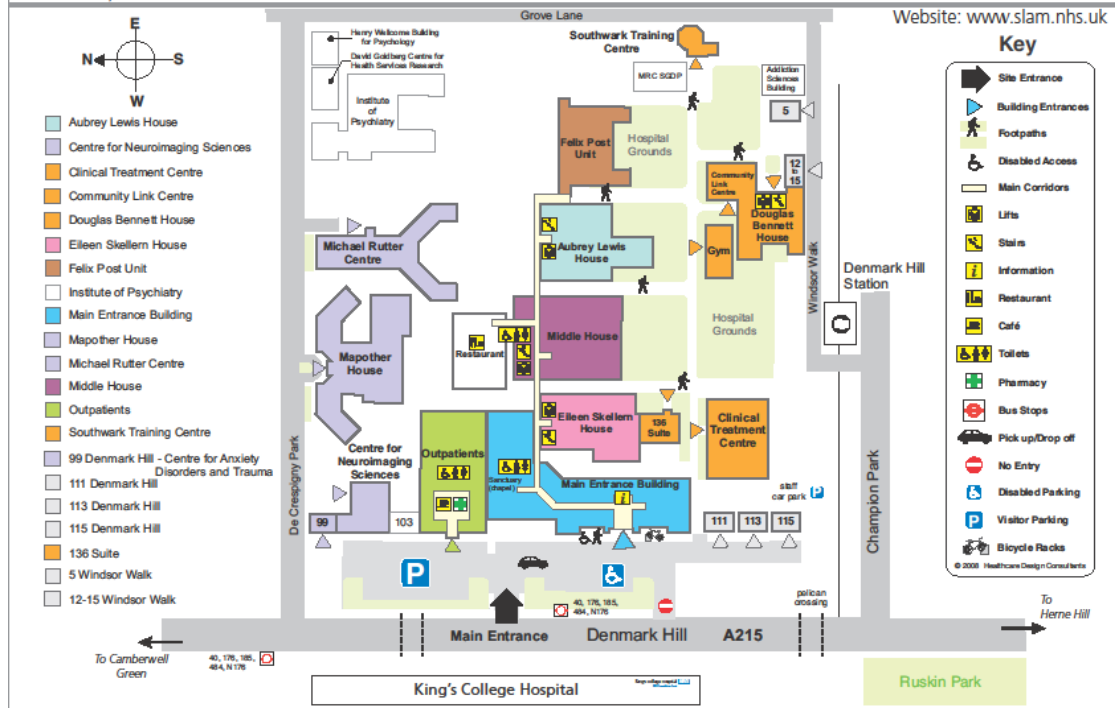 Grove Lane
Website: www.slam.nhs.uk
E
N
S
W
Aubrey Lewis House
Centre for Neuroimaging Sciences
Clinical Treatment Centre
Community Link Centre
Douglas Bennett House
Eileen Skellern House
Felix Post Unit
Institute of Psychiatry
Main Entrance Building
Mapother House
Michael Rutter Centre
Middle House
Outpatients
Southwark Training Centre
99 Denmark Hill - Centre for Anxiety
Disorders and Trauma
111 Denmark Hill
113 Denmark Hill
115 Denmark Hill
136 Suite
5 Windsor Walk
12-15 Windsor Walk
Henry Wellcome Building
for Psychology
David Goldberg Centre for
Health Services Research
Institute
of
Psychiatry
Southwark Training
Centre
MRC SGDP
Addiction
Sciences
Building
5
Felix Post
Unit
Hospital
Grounds
12
to
15
Community
Link
Centre
Douglas
Bennett
House
Gym
Michael Rutter
Centre
Aubrey Lewis
House
Windsor Walk
Denmark Hill
Station
Hospital
Grounds
Mapother
House
Restaurant
Middle House
De Crespigny Park
Centre for
Neuroimaging
Sciences
Outpatients
Sanctuary
(chapel)
Eileen Skellern
House
136
Suite
Clinical
Treatment
Centre
Main Entrance Building
i
staff
car park
P
Champion Park
99
103
111
113
115
P
40, 176, 185,
484, N176
pelican
crossing
Main Entrance
Denmark Hill
A215
To
Herne Hill
To Camberwell
Green
40, 176, 185,
484, N176
King's College Hospital
King's college hospital
Ruskin Park
Key
Site Entrance
Building Entrances
Footpaths
Disabled Access
Main Corridors
Lifts
Stairs
i
Information
Restaurant
Café
Toilets
Pharmacy
Bus Stops
Pick up/Drop off
No Entry
Disabled Parking
P
Visitor Parking
Bicycle Racks
© 2008 Healthcare Design Consultants